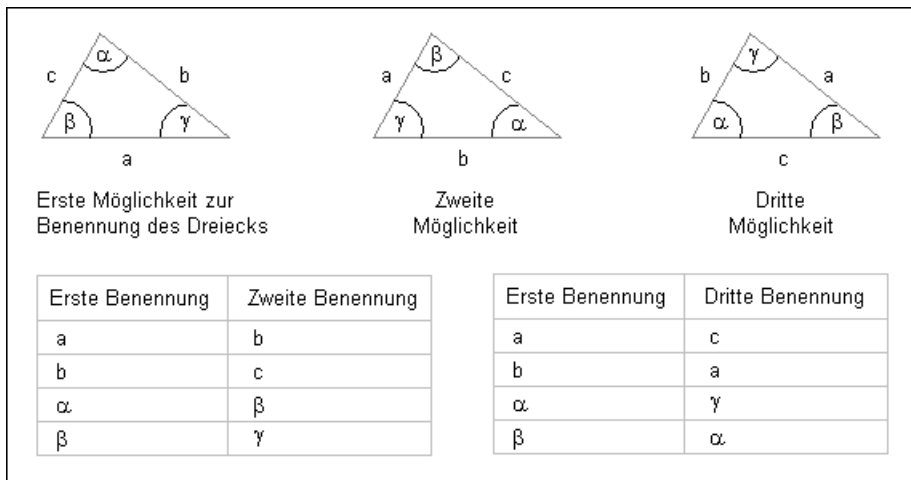 α
c b
β γ
a
β
a c
γ α
b
γ
b a
α β
c
Erste Möglichkeit zur
Benennung des Dreiecks
Zweite
Möglichkeit
Dritte
Möglichkeit
Erste Benennung Zweite Benennung
a b
b c
α β
β γ
Erste Benennung Dritte Benennung
a c
b a
α γ
β α